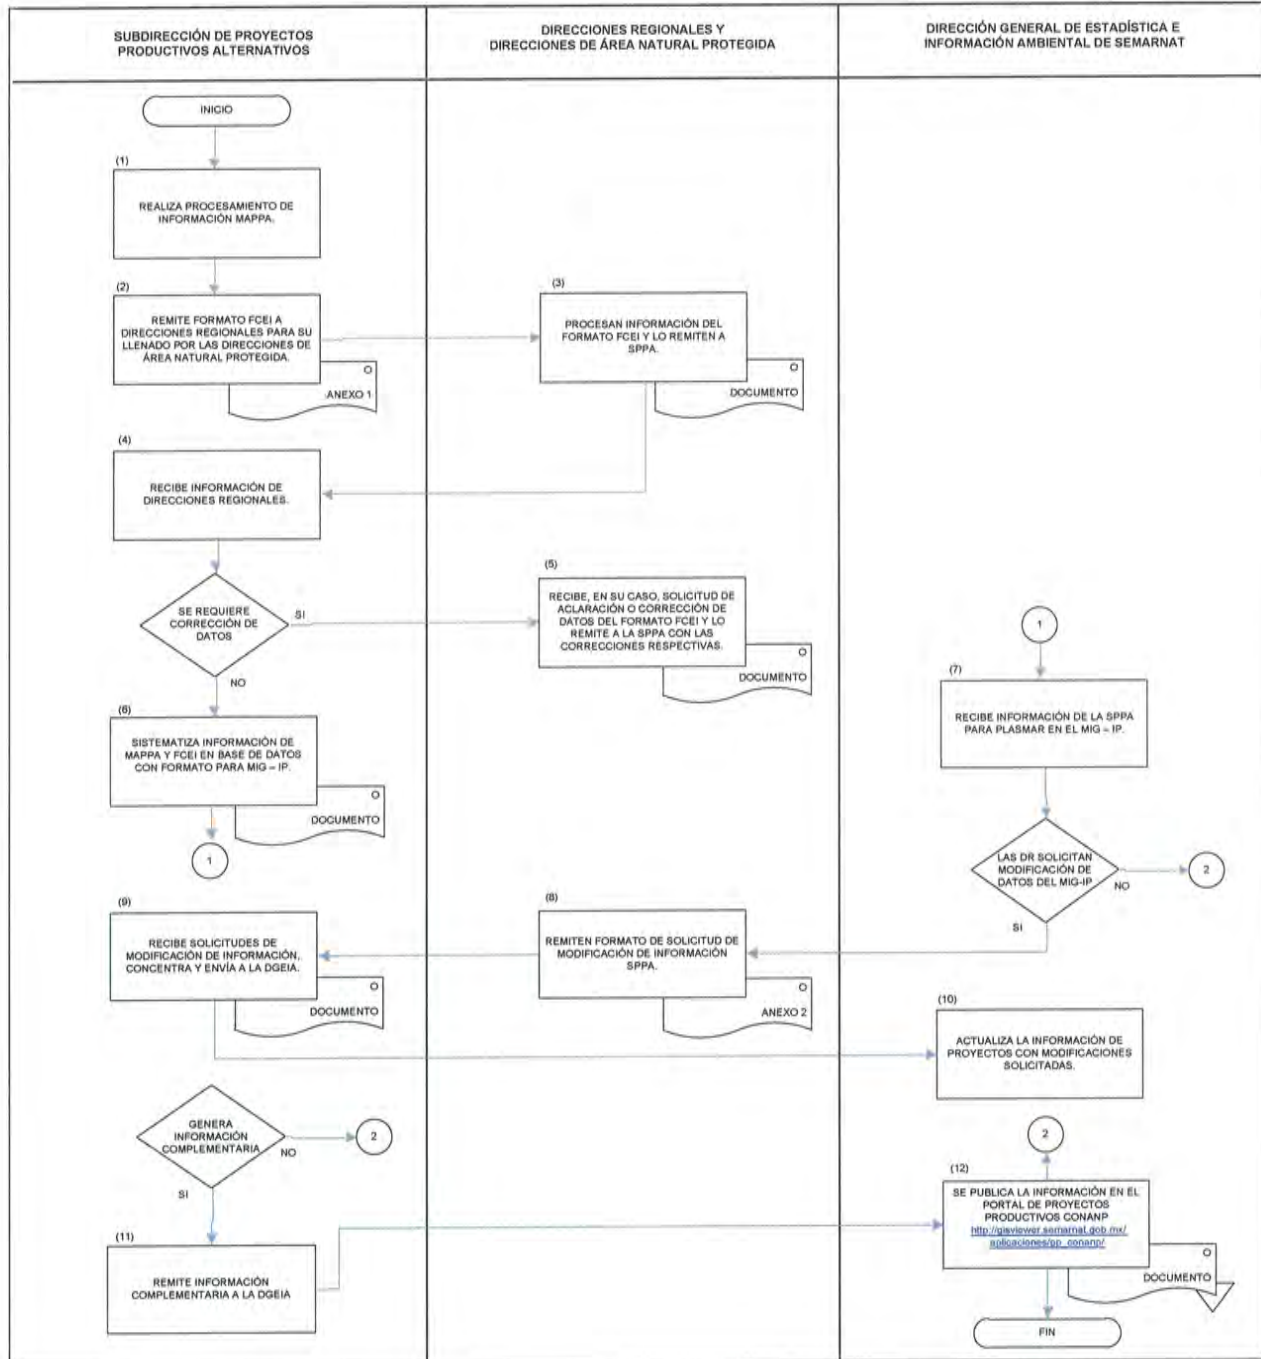 SUBDIRECCIÓN DE PROYECTOS
PRODUCTIVOS ALTERNATIVOS
DIRECCIONES REGIONALES Y
DIRECCIONES DE ÁREA NATURAL PROTEGIDA
DIRECCIÓN GENERAL DE ESTADÍSTICA E
INFORMACIÓN AMBIENTAL DE SEMARNAT
INICIO
(1)
REALIZA PROCESAMIENTO DE
INFORMACIÓN MAPPA.
(2)
REMITE FORMATO FCEI A
DIRECCIONES REGIONALES PARA SU
LLENADO POR LAS DIRECCIONES DE
ÁREA NATURAL PROTEGIDA.
O
ANEXO 1
(3)
PROCESAN INFORMACIÓN DEL
FORMATO FCEI Y LO REMITEN A
SPPA.
O
DOCUMENTO
(4)
RECIBE INFORMACIÓN DE
DIRECCIONES REGIONALES.
SE REQUIERE
CORRECCIÓN DE
DATOS
SI
NO
(5)
RECIBE, EN SU CASO, SOLICITUD DE
ACLARACIÓN O CORRECCIÓN DE
DATOS DEL FORMATO FCEI Y LO
REMITE A LA SPPA CON LAS
CORRECCIONES RESPECTIVAS.
O
DOCUMENTO
(6)
SISTEMATIZA INFORMACIÓN DE
MAPPA Y FCEI EN BASE DE DATOS
CON FORMATO PARA MIG – IP.
O
DOCUMENTO
1
1
(7)
RECIBE INFORMACIÓN DE LA SPPA
PARA PLASMAR EN EL MIG – IP.
LAS DR SOLICITAN
MODIFICACIÓN DE
DATOS DEL MIG-IP
NO
2
SI
(8)
REMITEN FORMATO DE SOLICITUD DE
MODIFICACIÓN DE INFORMACIÓN
SPPA.
O
ANEXO 2
(9)
RECIBE SOLICITUDES DE
MODIFICACIÓN DE INFORMACIÓN,
CONCENTRA Y ENVÍA A LA DGEIA.
O
DOCUMENTO
(10)
ACTUALIZA LA INFORMACIÓN DE
PROYECTOS CON MODIFICACIONES
SOLICITADAS.
GENERA
INFORMACIÓN
COMPLEMENTARIA
NO
2
SI
(11)
REMITE INFORMACIÓN
COMPLEMENTARIA A LA DGEIA
2
(12)
SE PUBLICA LA INFORMACIÓN EN EL
PORTAL DE PROYECTOS
PRODUCTIVOS CONANP
http://gisviewer.semarnat.gob.mx/
aplicaciones/pp_conanp/
O
DOCUMENTO
FIN